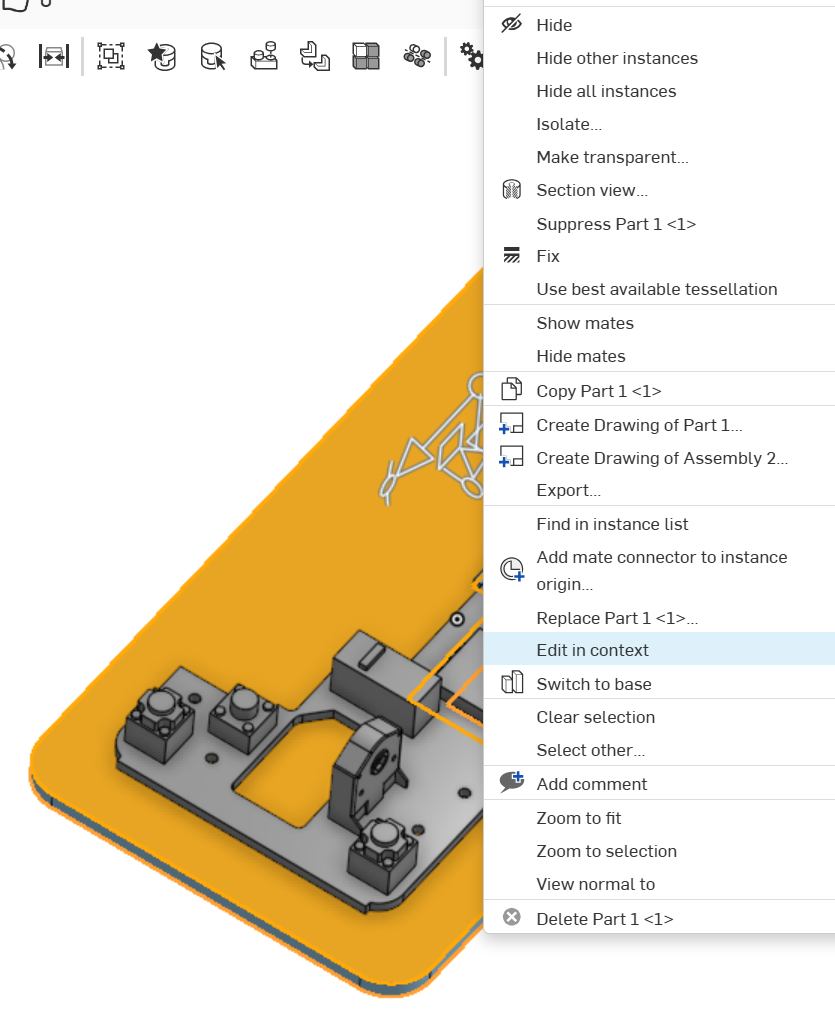 Hide
Hide other instances
Hide all instances
Isolate...
Make transparent...
Section view...
Suppress Part 1 <1>
Fix
Use best available tessellation
Show mates
Hide mates
Copy Part 1 <1>
Create Drawing of Part 1...
Create Drawing of Assembly 2...
Export...
Find in instance list
Add mate connector to instance
origin...
Replace Part 1 <1>...
Edit in context
Switch to base
Clear selection
Select other...
Add comment
Zoom to fit
Zoom to selection
View normal to
Delete Part 1 <1>